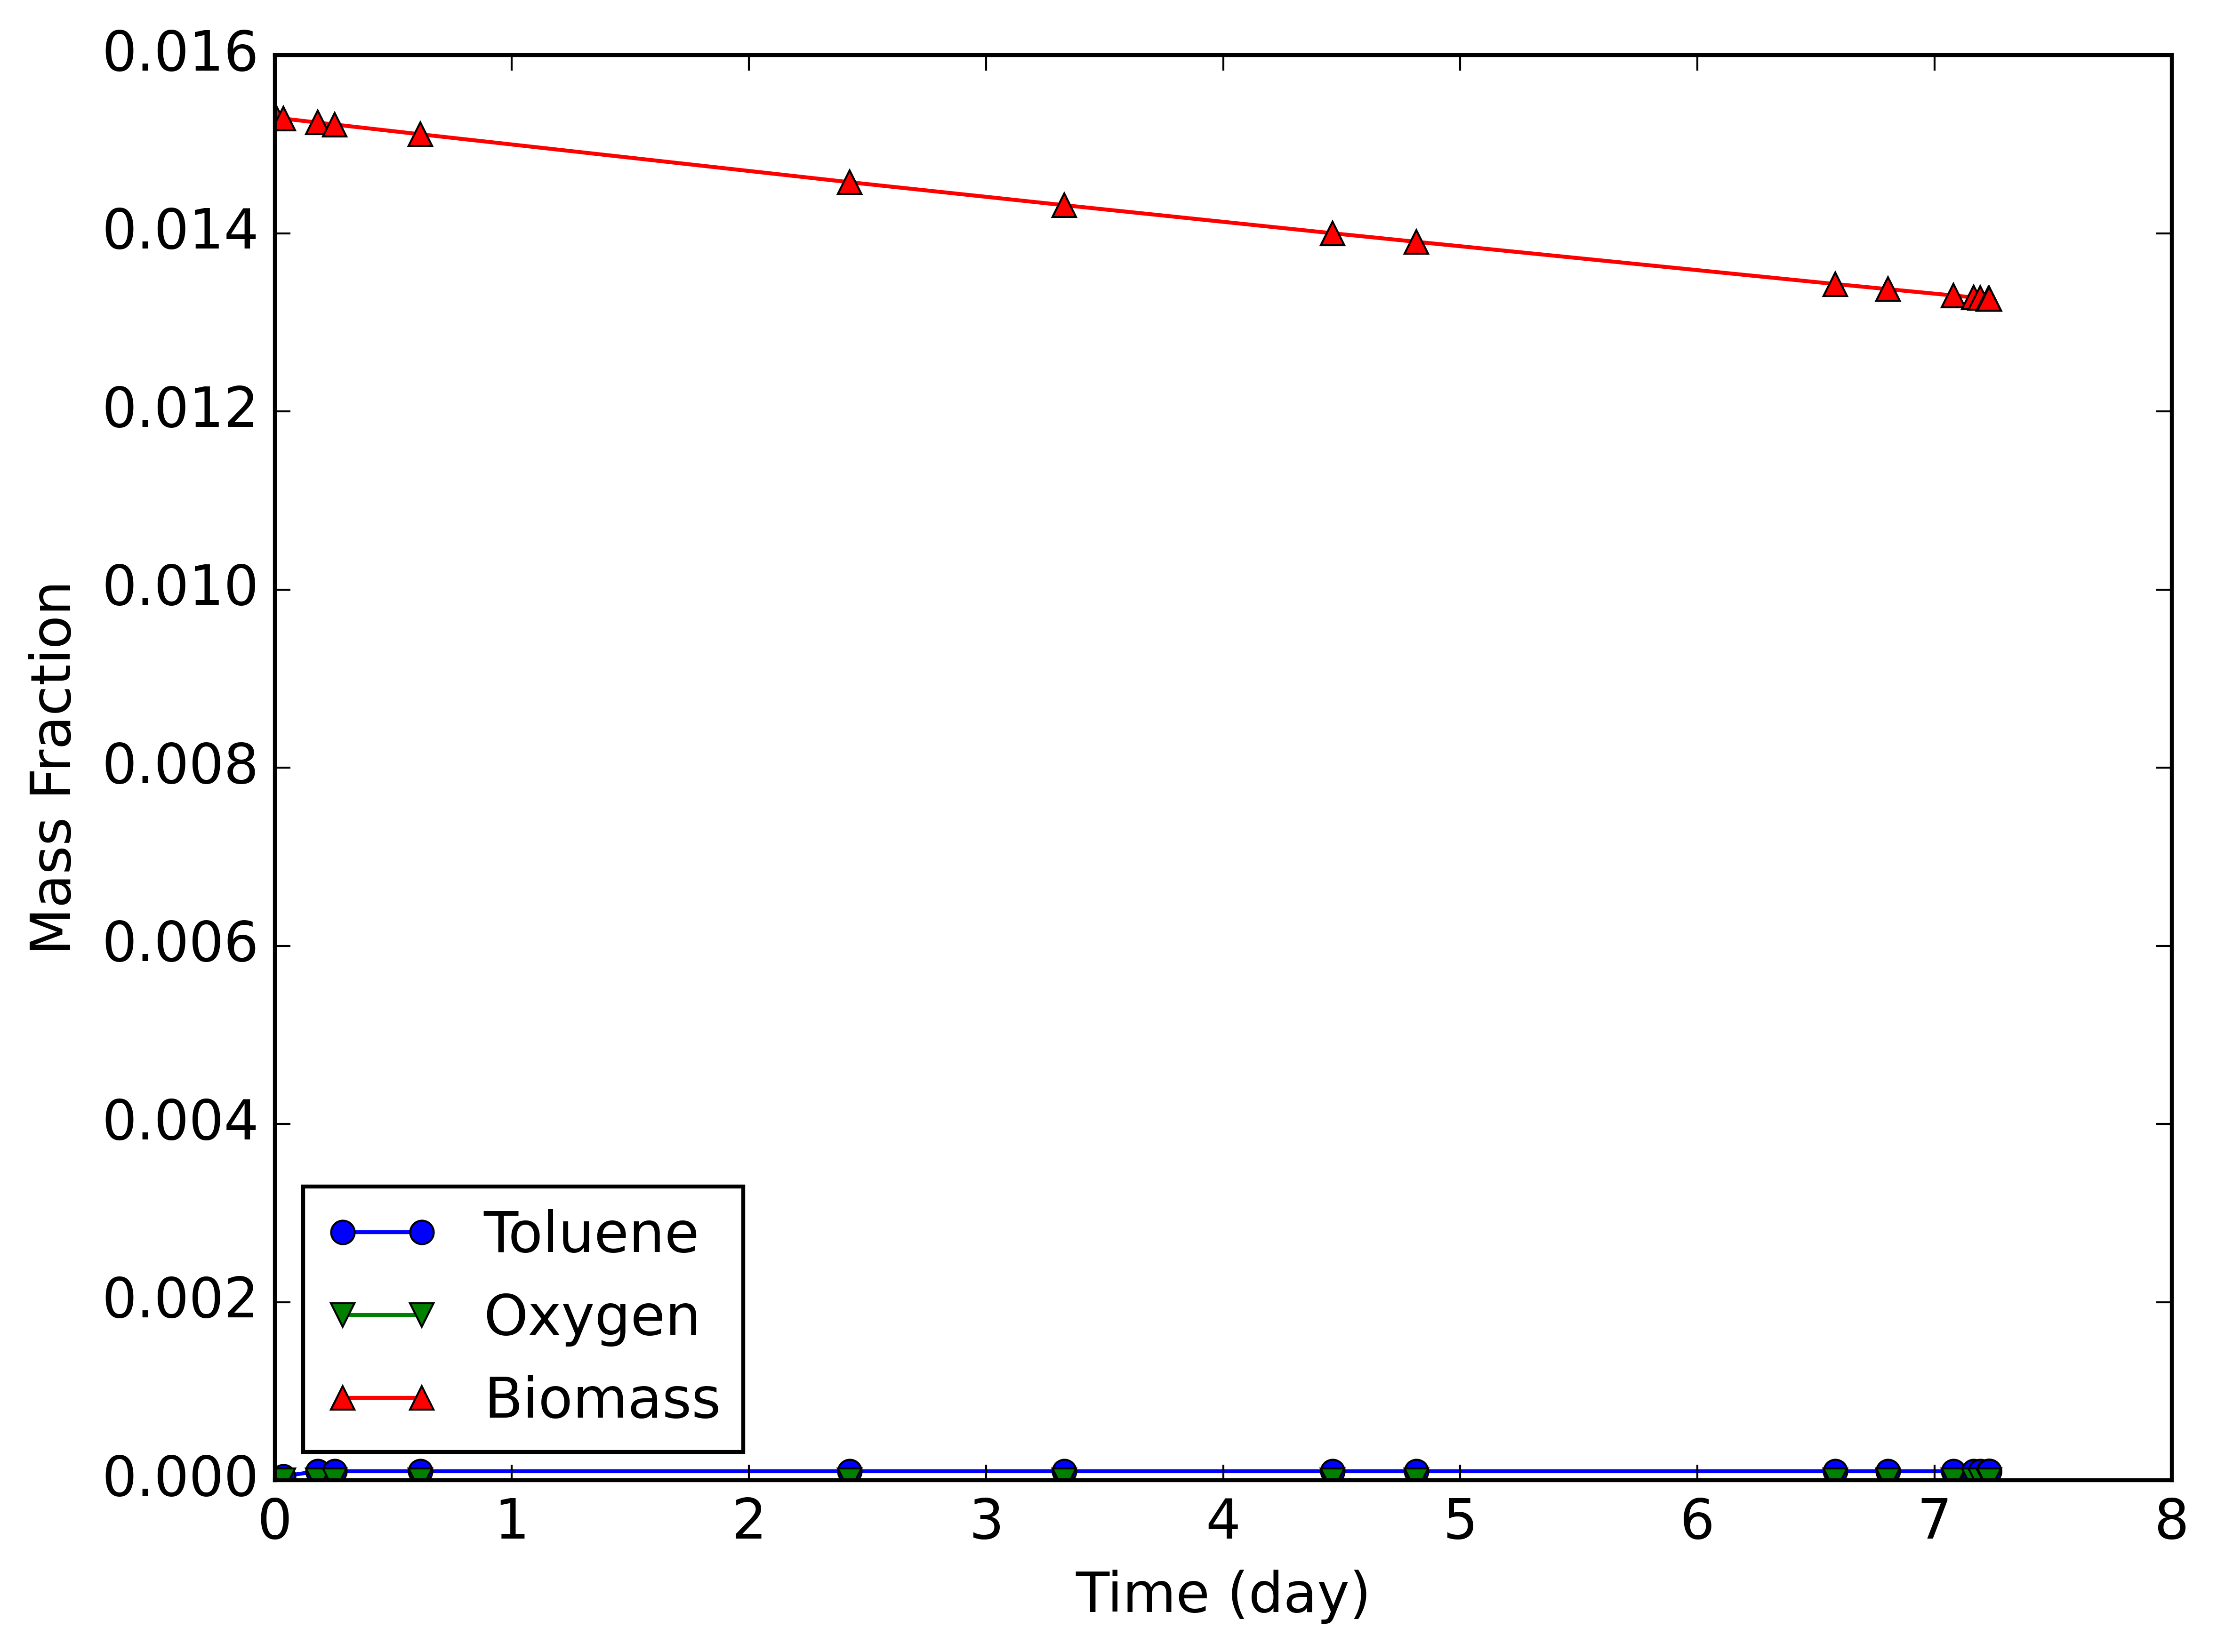 0.016
0.014
0.012
0.010
0.008
0.006
0.004
0.002
0.000
Mass Fraction
Toluene
Oxygen
Biomass
0 1 2 3 4 5 6 7 8
Time (day)